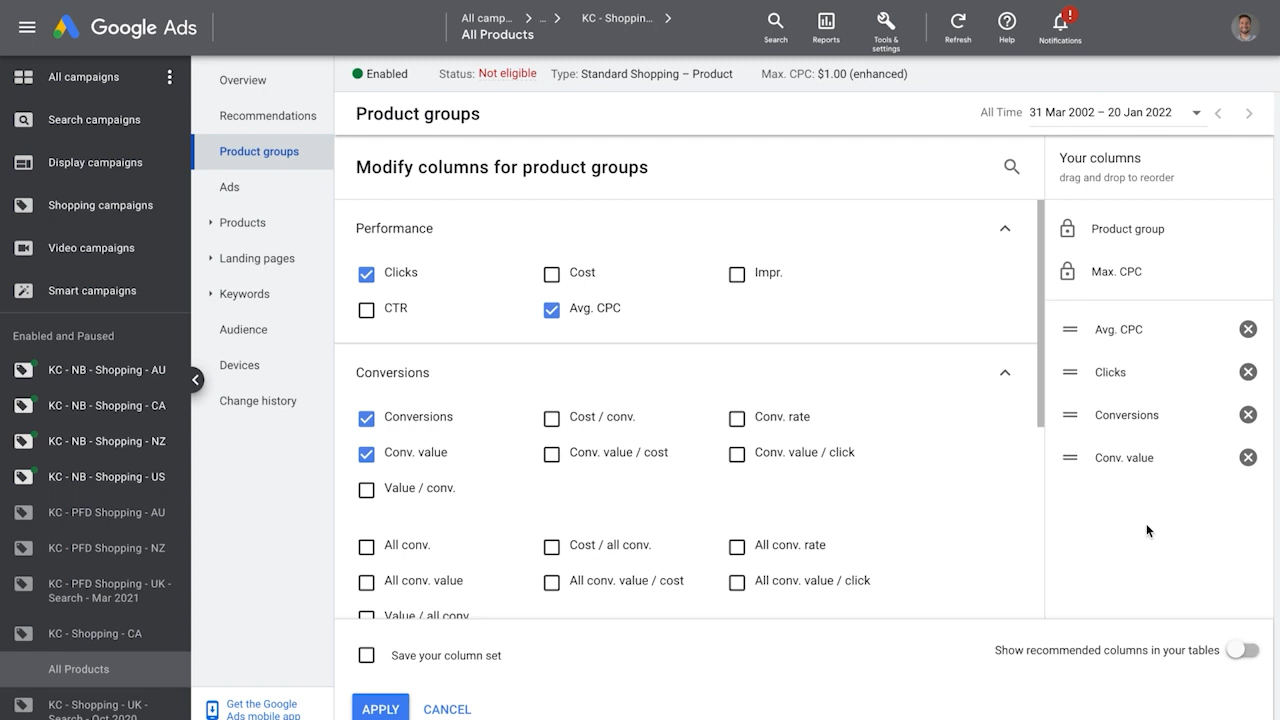 Google Ads
All camp... > ... > KC - Shoppin... >
All Products
Search
Reports
Tools &
settings
Refresh
Help
!
Notifications
All campaigns
Search campaigns
Display campaigns
Shopping campaigns
Video campaigns
Smart campaigns
Enabled and Paused
KC - NB - Shopping - AU
KC - NB - Shopping - CA
KC - NB - Shopping - NZ
KC - NB - Shopping - US
KC - PFD Shopping - AU
KC - PFD Shopping - NZ
KC - PFD Shopping - UK -
Search - Mar 2021
KC - Shopping - CA
All Products
KC - Shopping - UK -
Search - Oct 2020
Overview
Recommendations
Product groups
Ads
Products
Landing pages
Keywords
Audience
Devices
Change history
Get the Google
Ads mobile app
Enabled Status: Not eligible Type: Standard Shopping – Product Max. CPC: $1.00 (enhanced)
Product groups
All Time 31 Mar 2002 – 20 Jan 2022
Modify columns for product groups
Performance
Clicks Cost Impr.
CTR Avg. CPC
Conversions
Conversions Cost / conv. Conv. rate
Conv. value Conv. value / cost Conv. value / click
Value / conv.
All conv. Cost / all conv. All conv. rate
All conv. value All conv. value / cost All conv. value / click
Value / all conv.
Your columns
drag and drop to reorder
Product group
Max. CPC
Avg. CPC
Clicks
Conversions
Conv. value
Save your column set
Show recommended columns in your tables
APPLY CANCEL